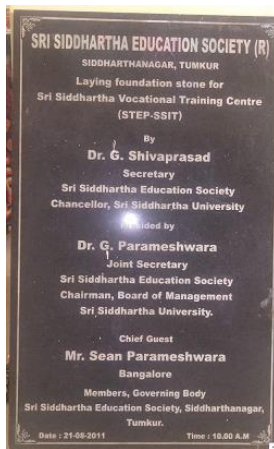 SRI SIDDHARTHA EDUCATION SOCIETY (R)
SIDDHARTHANAGAR, TUMKUR
Laying foundation stone for
Sri Siddhartha Vocational Training Centre
(STEP-SSIT)
By
Dr. G. Shivaprasad
Secretary
Sri Siddhartha Education Society
Chancellor, Sri Siddhartha University
Presided by
Dr. G. Parameshwara
Joint Secretary
Sri Siddhartha Education Society
Chairman, Board of Management
Sri Siddhartha University.
Chief Guest
Mr. Sean Parameshwara
Bangalore
Members, Governing Body
Sri Siddhartha Education Society, Siddharthanagar,
Tumkur.
Date : 21-08-2011 Time : 10.00 A.M